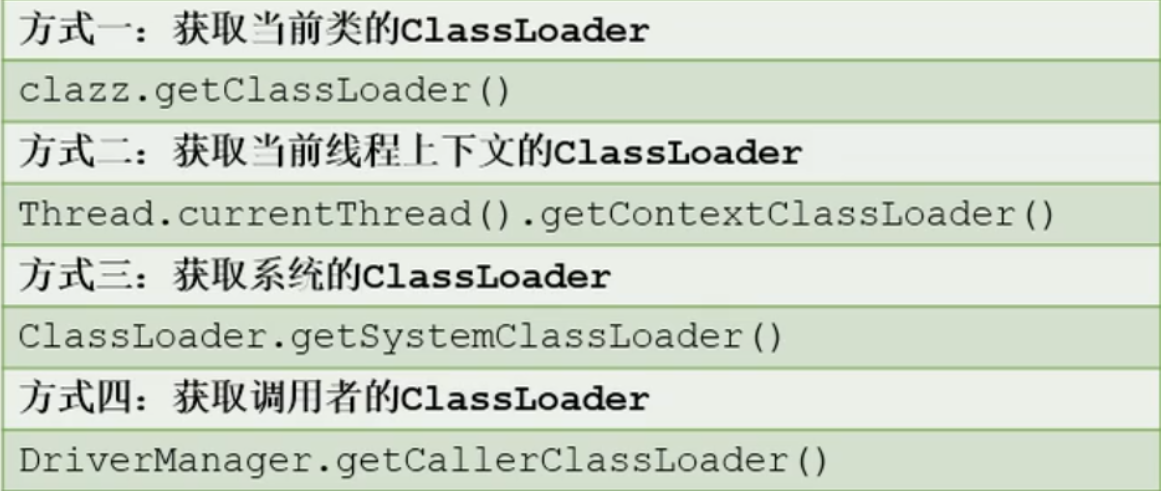 方式一：获取当前类的ClassLoader
clazz.getClassLoader()
方式二：获取当前线程上下文的ClassLoader
Thread.currentThread().getContextClassLoader()
方式三：获取系统的ClassLoader
ClassLoader.getSystemClassLoader()
方式四：获取调用者的ClassLoader
DriverManager.getCallerClassLoader()